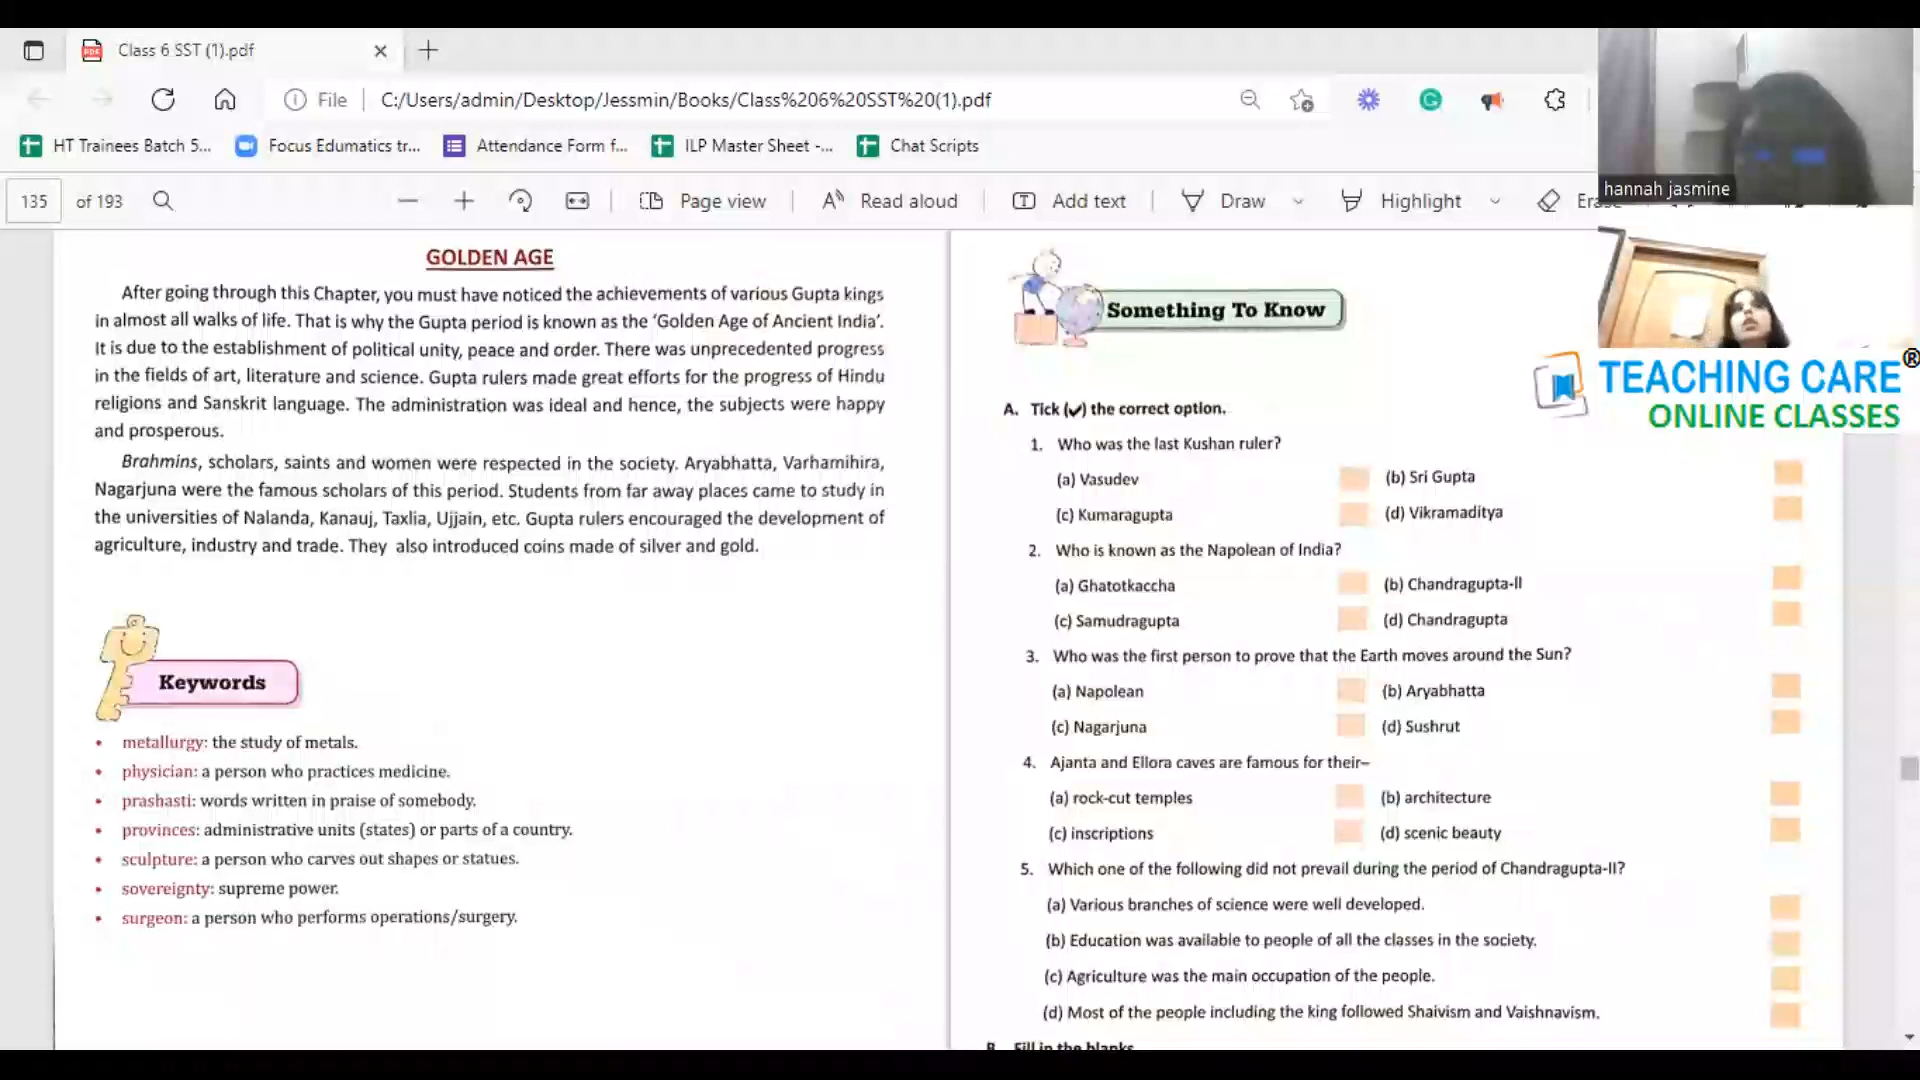 Class 6 SST (1).pdf
File
C:/Users/admin/Desktop/Jessmin/Books/Class%206%20SST%20(1).pdf
HT Trainees Batch 5...
Focus Edumatics tr...
Attendance Form f...
ILP Master Sheet -...
Chat Scripts
hannah jasmine
135 of 193
Page view
Read aloud
Add text
Draw
Highlight
TEACHING CARE®
ONLINE CLASSES
GOLDEN AGE
After going through this Chapter, you must have noticed the achievements of various Gupta kings
in almost all walks of life. That is why the Gupta period is known as the ‘Golden Age of Ancient India’.
It is due to the establishment of political unity, peace and order. There was unprecedented progress
in the fields of art, literature and science. Gupta rulers made great efforts for the progress of Hindu
religions and Sanskrit language. The administration was ideal and hence, the subjects were happy
and prosperous.
Brahmins, scholars, saints and women were respected in the society. Aryabhatta, Varhamihira,
Nagarjuna were the famous scholars of this period. Students from far away places came to study in
the universities of Nalanda, Kanauj, Taxlia, Ujjain, etc. Gupta rulers encouraged the development of
agriculture, industry and trade. They also introduced coins made of silver and gold.
Keywords
• metallurgy: the study of metals.
• physician: a person who practices medicine.
• prashasti: words written in praise of somebody.
• provinces: administrative units (states) or parts of a country.
• sculpture: a person who carves out shapes or statues.
• sovereignty: supreme power.
• surgeon: a person who performs operations/surgery.
Something To Know
A. Tick (✓) the correct option.
1. Who was the last Kushan ruler?
(a) Vasudev (b) Sri Gupta
(c) Kumaragupta (d) Vikramaditya
2. Who is known as the Napolean of India?
(a) Ghatotkaccha (b) Chandragupta-II
(c) Samudragupta (d) Chandragupta
3. Who was the first person to prove that the Earth moves around the Sun?
(a) Napolean (b) Aryabhatta
(c) Nagarjuna (d) Sushrut
4. Ajanta and Ellora caves are famous for their–
(a) rock-cut temples (b) architecture
(c) inscriptions (d) scenic beauty
5. Which one of the following did not prevail during the period of Chandragupta-II?
(a) Various branches of science were well developed.
(b) Education was available to people of all the classes in the society.
(c) Agriculture was the main occupation of the people.
(d) Most of the people including the king followed Shaivism and Vaishnavism.
B. Fill in the blanks